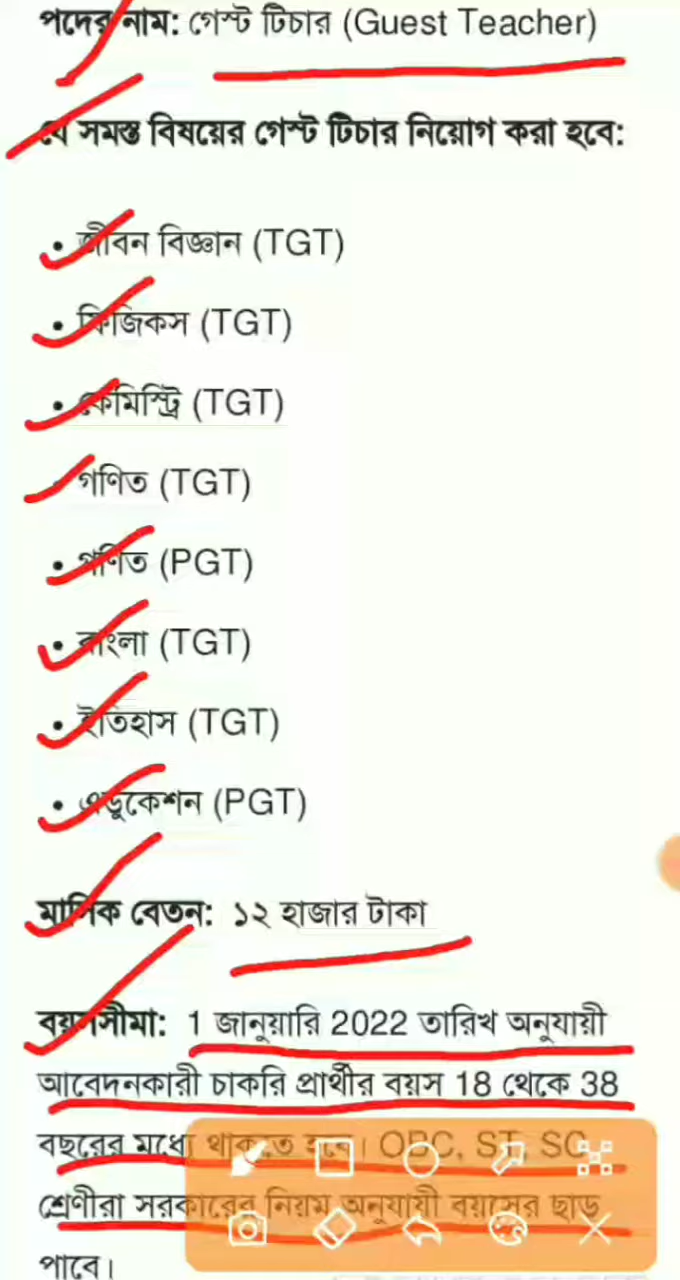 পদের নাম: গেস্ট টিচার (Guest Teacher)
যে সমস্ত বিষয়ের গেস্ট টিচার নিয়োগ করা হবে:
• জীবন বিজ্ঞান (TGT)
• ফিজিকস (TGT)
• কেমিস্ট্রি (TGT)
গণিত (TGT)
• গণিত (PGT)
• বাংলা (TGT)
• ইতিহাস (TGT)
• এডুকেশন (PGT)
মাসিক বেতন: ১২ হাজার টাকা
বয়সসীমা: 1 জানুয়ারি 2022 তারিখ অনুযায়ী
আবেদনকারী চাকরি প্রার্থীর বয়স 18 থেকে 38
বছরের মধ্যে থাকতে হবে। OBC, ST, SC
শ্রেণীরা সরকারের নিয়ম অনুযায়ী বয়সের ছাড়
পাবে।